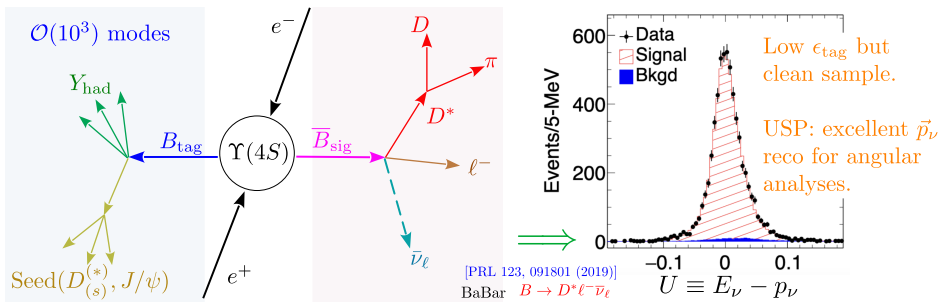 𝒪(10³) modes
Y_had
B_tag
Seed(D_(s)^(*), J/ψ)
e⁻
Υ(4S)
e⁺
B̅_sig
D
π
D*
ℓ⁻
ν̄_ℓ
Events/5-MeV
600
400
200
0
Data
Signal
Bkgd
−0.1
0
0.1
U ≡ E_ν − p_ν
Low ϵ_tag but
clean sample.
USP: excellent p⃗_ν
reco for angular
analyses.
[PRL 123, 091801 (2019)]
BaBar B → D*ℓ⁻ν̄_ℓ